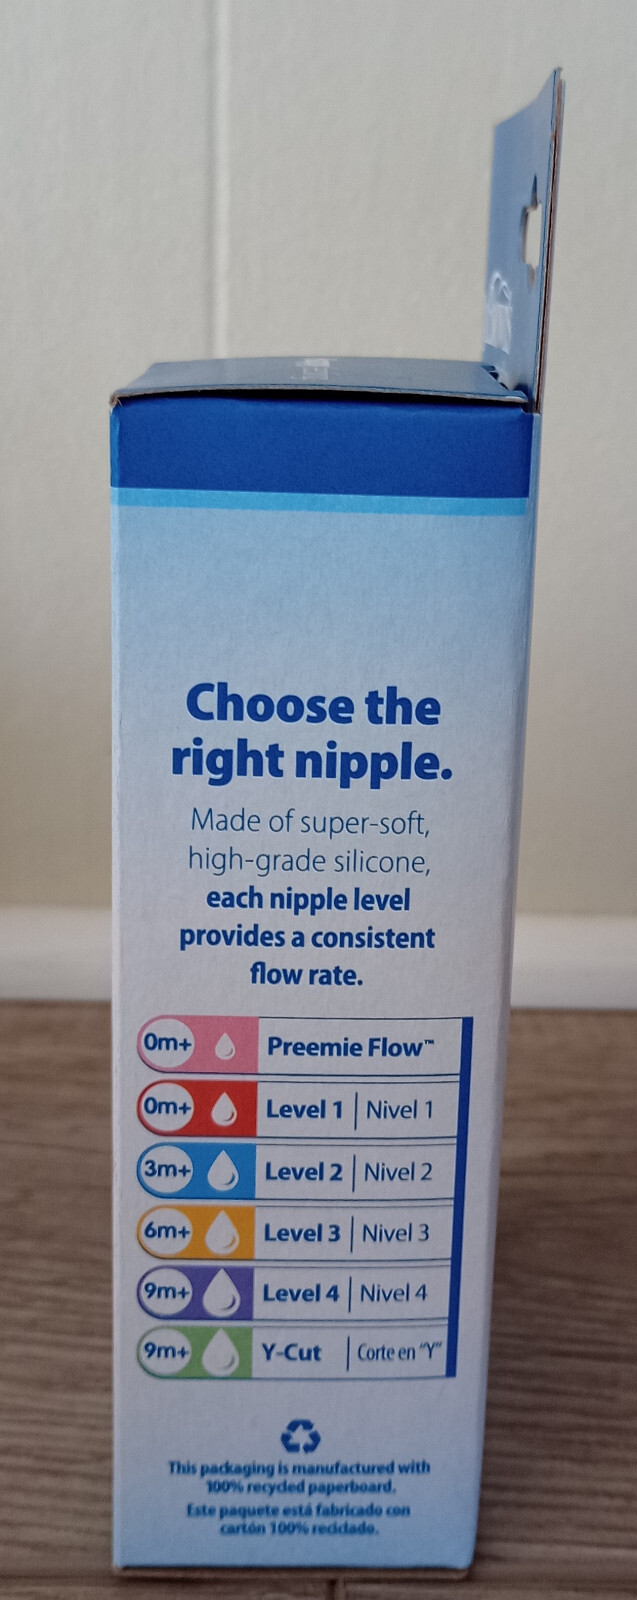 Choose the
right nipple.
Made of super-soft,
high-grade silicone,
each nipple level
provides a consistent
flow rate.
0m+ Preemie Flow™
0m+ Level 1 | Nivel 1
3m+ Level 2 | Nivel 2
6m+ Level 3 | Nivel 3
9m+ Level 4 | Nivel 4
9m+ Y-Cut | Corte en "Y"
This packaging is manufactured with
100% recycled paperboard.
Este paquete está fabricado con
cartón 100% reciclado.